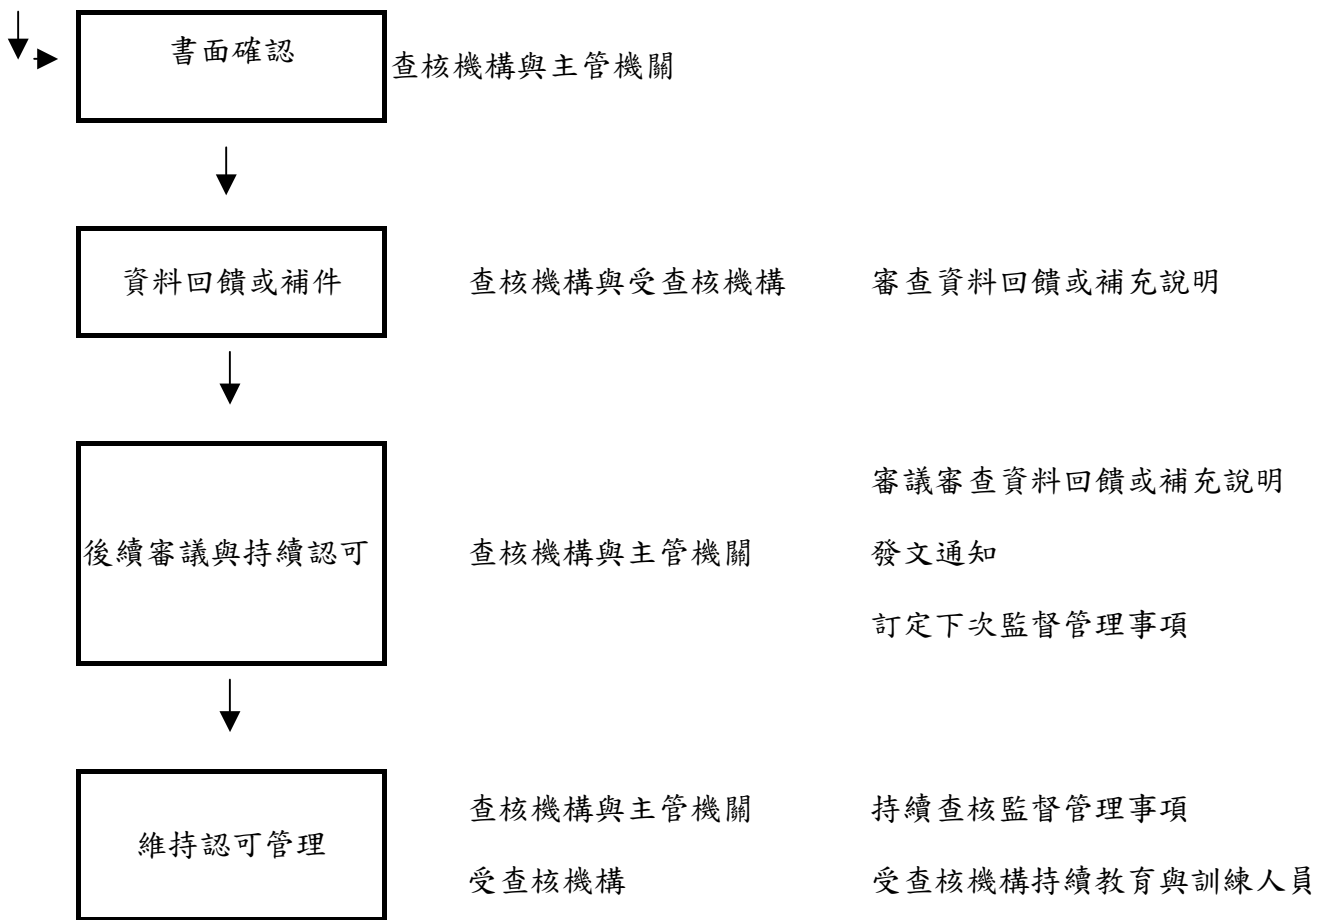 書面確認
查核機構與主管機關
資料回饋或補件 查核機構與受查核機構 審查資料回饋或補充說明
審議審查資料回饋或補充說明
後續審議與持續認可 查核機構與主管機關 發文通知
訂定下次監督管理事項
查核機構與主管機關 持續查核監督管理事項
維持認可管理
受查核機構 受查核機構持續教育與訓練人員